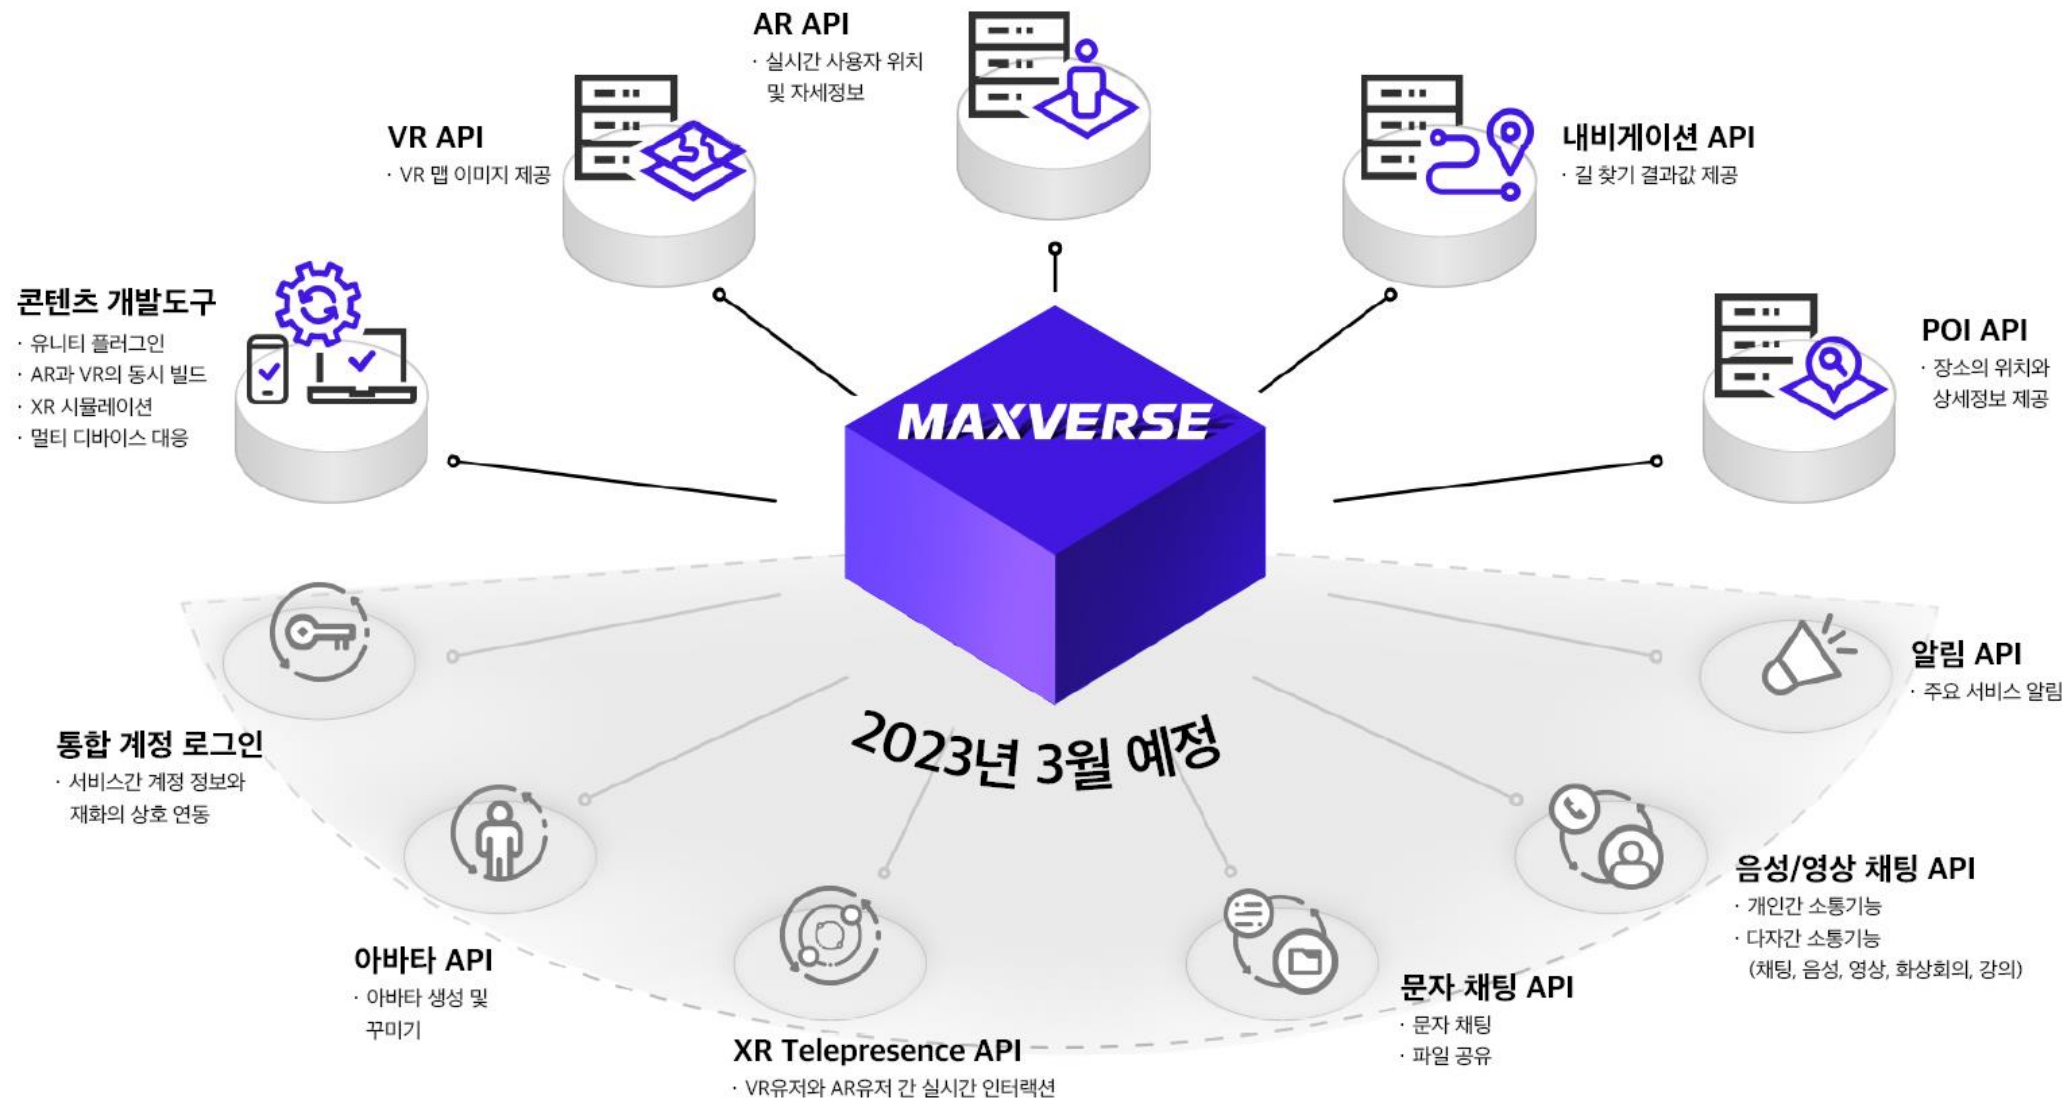 AR API
· 실시간 사용자 위치
및 자세정보
VR API
· VR 맵 이미지 제공
내비게이션 API
· 길 찾기 결과값 제공
콘텐츠 개발도구
· 유니티 플러그인
· AR과 VR의 동시 빌드
· XR 시뮬레이션
· 멀티 디바이스 대응
POI API
· 장소의 위치와
상세정보 제공
MAXVERSE
2023년 3월 예정
통합 계정 로그인
· 서비스간 계정 정보와
재화의 상호 연동
아바타 API
· 아바타 생성 및
꾸미기
XR Telepresence API
· VR유저와 AR유저 간 실시간 인터랙션
문자 채팅 API
· 문자 채팅
· 파일 공유
음성/영상 채팅 API
· 개인간 소통기능
· 다자간 소통기능
(채팅, 음성, 영상, 화상회의, 강의)
알림 API
· 주요 서비스 알림